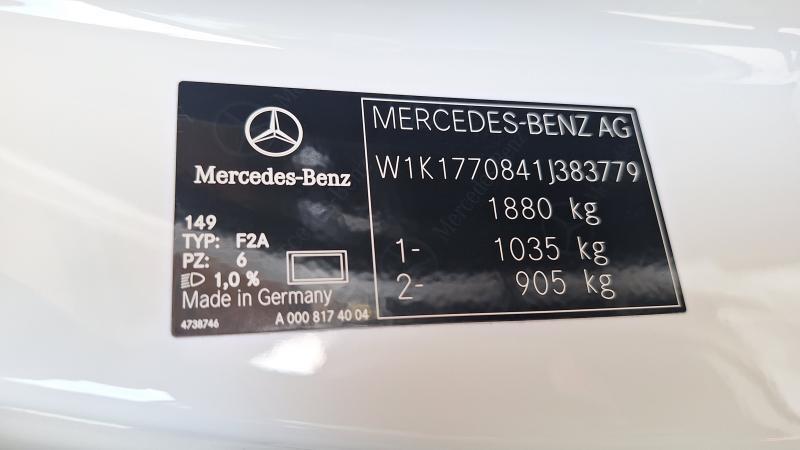 Mercedes-Benz
149
TYP: F2A
PZ: 6
1,0 %
Made in Germany
4738746
A 000 817 40 04
MERCEDES-BENZ AG
W1K1770841J383779
1880 kg
1- 1035 kg
2- 905 kg